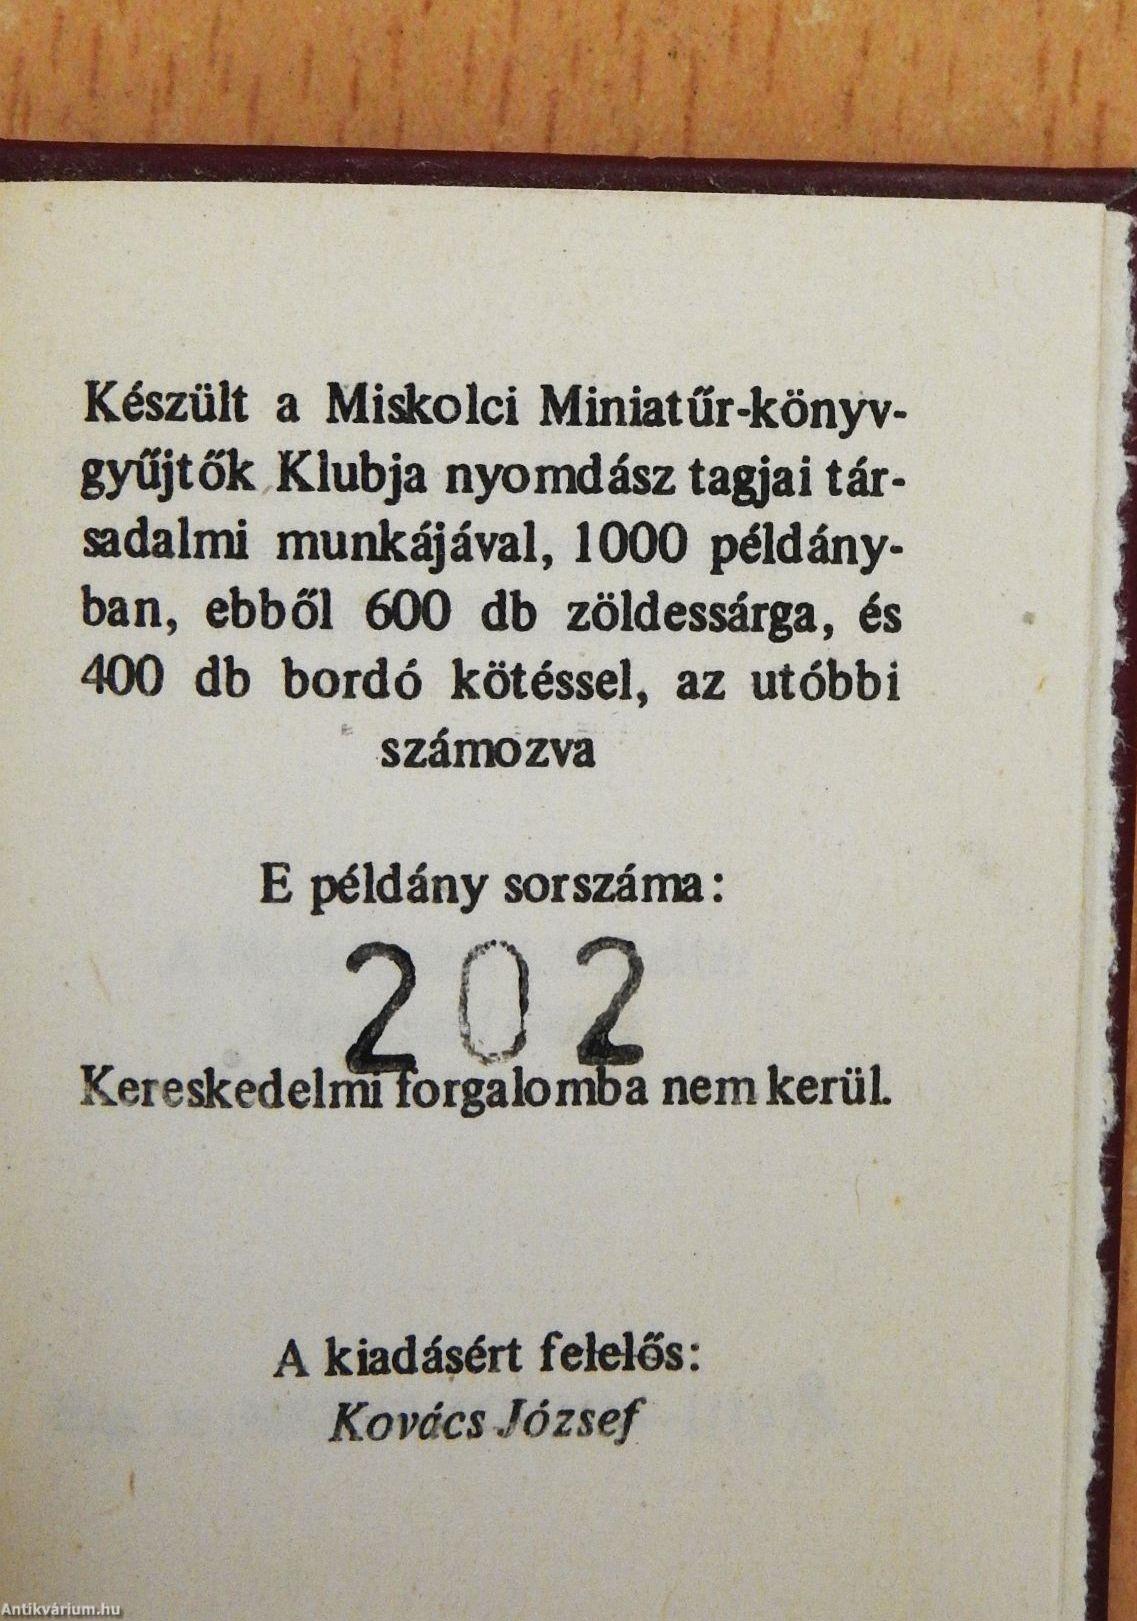 Készült a Miskolci Miniatűr-könyv-
gyűjtők Klubja nyomdász tagjai tár-
sadalmi munkájával, 1000 példány-
ban, ebből 600 db zöldessárga, és
400 db bordó kötéssel, az utóbbi
számozva
E példány sorszáma:
202
Kereskedelmi forgalomba nem kerül.
A kiadásért felelős:
Kovács József
Antikvárium.hu